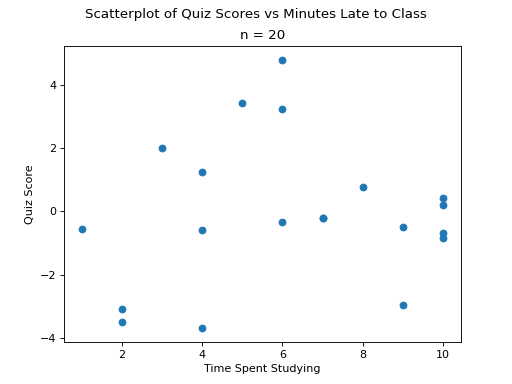 Scatterplot of Quiz Scores vs Minutes Late to Class
n = 20
4
2
0
−2
−4
Quiz Score
2 4 6 8 10
Time Spent Studying